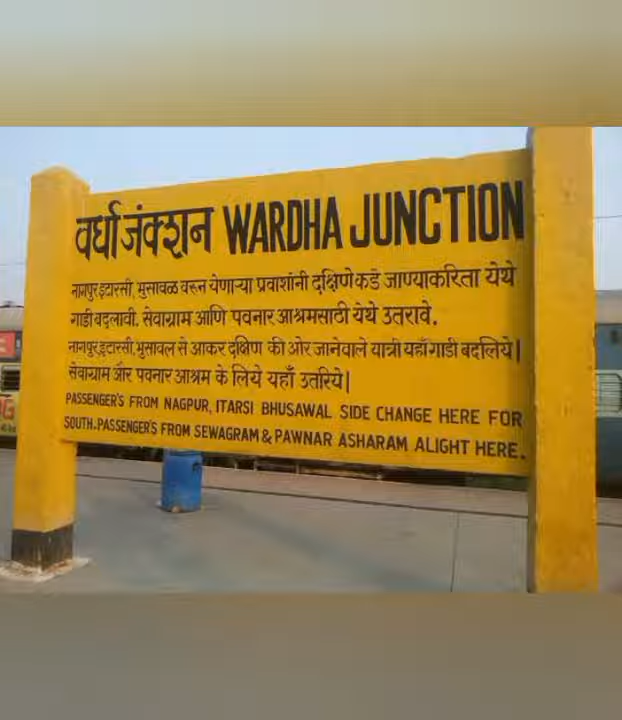 वर्धा जंक्शन WARDHA JUNCTION
नागपुर, इटारसी, भुसावळ वरून येणाऱ्या प्रवाशांनी दक्षिणेकडे जाण्याकरिता येथे
गाडी बदलावी. सेवाग्राम आणि पवनार आश्रमसाठी येथे उतरावे.
नागपुर, इटारसी, भुसावल से आकर दक्षिण की ओर जानेवाले यात्री यहाँ गाडी बदलिये|
सेवाग्राम और पवनार आश्रम के लिये यहाँ उतरिये|
PASSENGER'S FROM NAGPUR, ITARSI BHUSAWAL SIDE CHANGE HERE FOR
SOUTH. PASSENGER'S FROM SEWAGRAM & PAWNAR ASHARAM ALIGHT HERE.